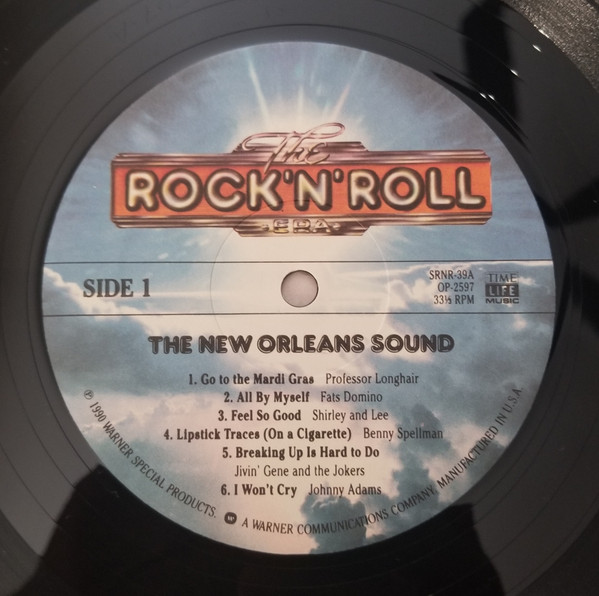 The
ROCK'N'ROLL
ERA
SIDE 1
SRNR-39A
OP-2597
33⅓ RPM
TIME
LIFE
MUSIC
THE NEW ORLEANS SOUND
1. Go to the Mardi Gras Professor Longhair
2. All By Myself Fats Domino
3. Feel So Good Shirley and Lee
4. Lipstick Traces (On a Cigarette) Benny Spellman
5. Breaking Up Is Hard to Do
Jivin' Gene and the Jokers
6. I Won't Cry Johnny Adams
℗ 1990 WARNER SPECIAL PRODUCTS. A WARNER COMMUNICATIONS COMPANY. MANUFACTURED IN U.S.A.